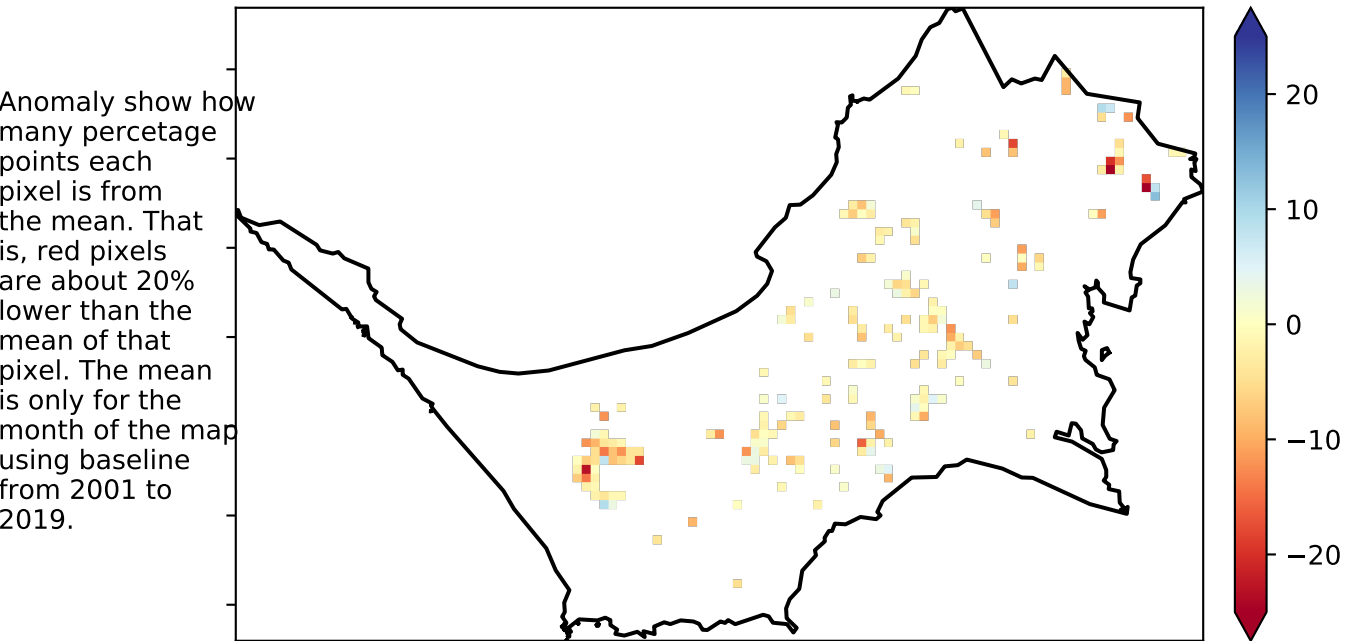 Anomaly show how
many percetage
points each
pixel is from
the mean. That
is, red pixels
are about 20%
lower than the
mean of that
pixel. The mean
is only for the
month of the map
using baseline
from 2001 to
2019.
20
10
0
−10
−20